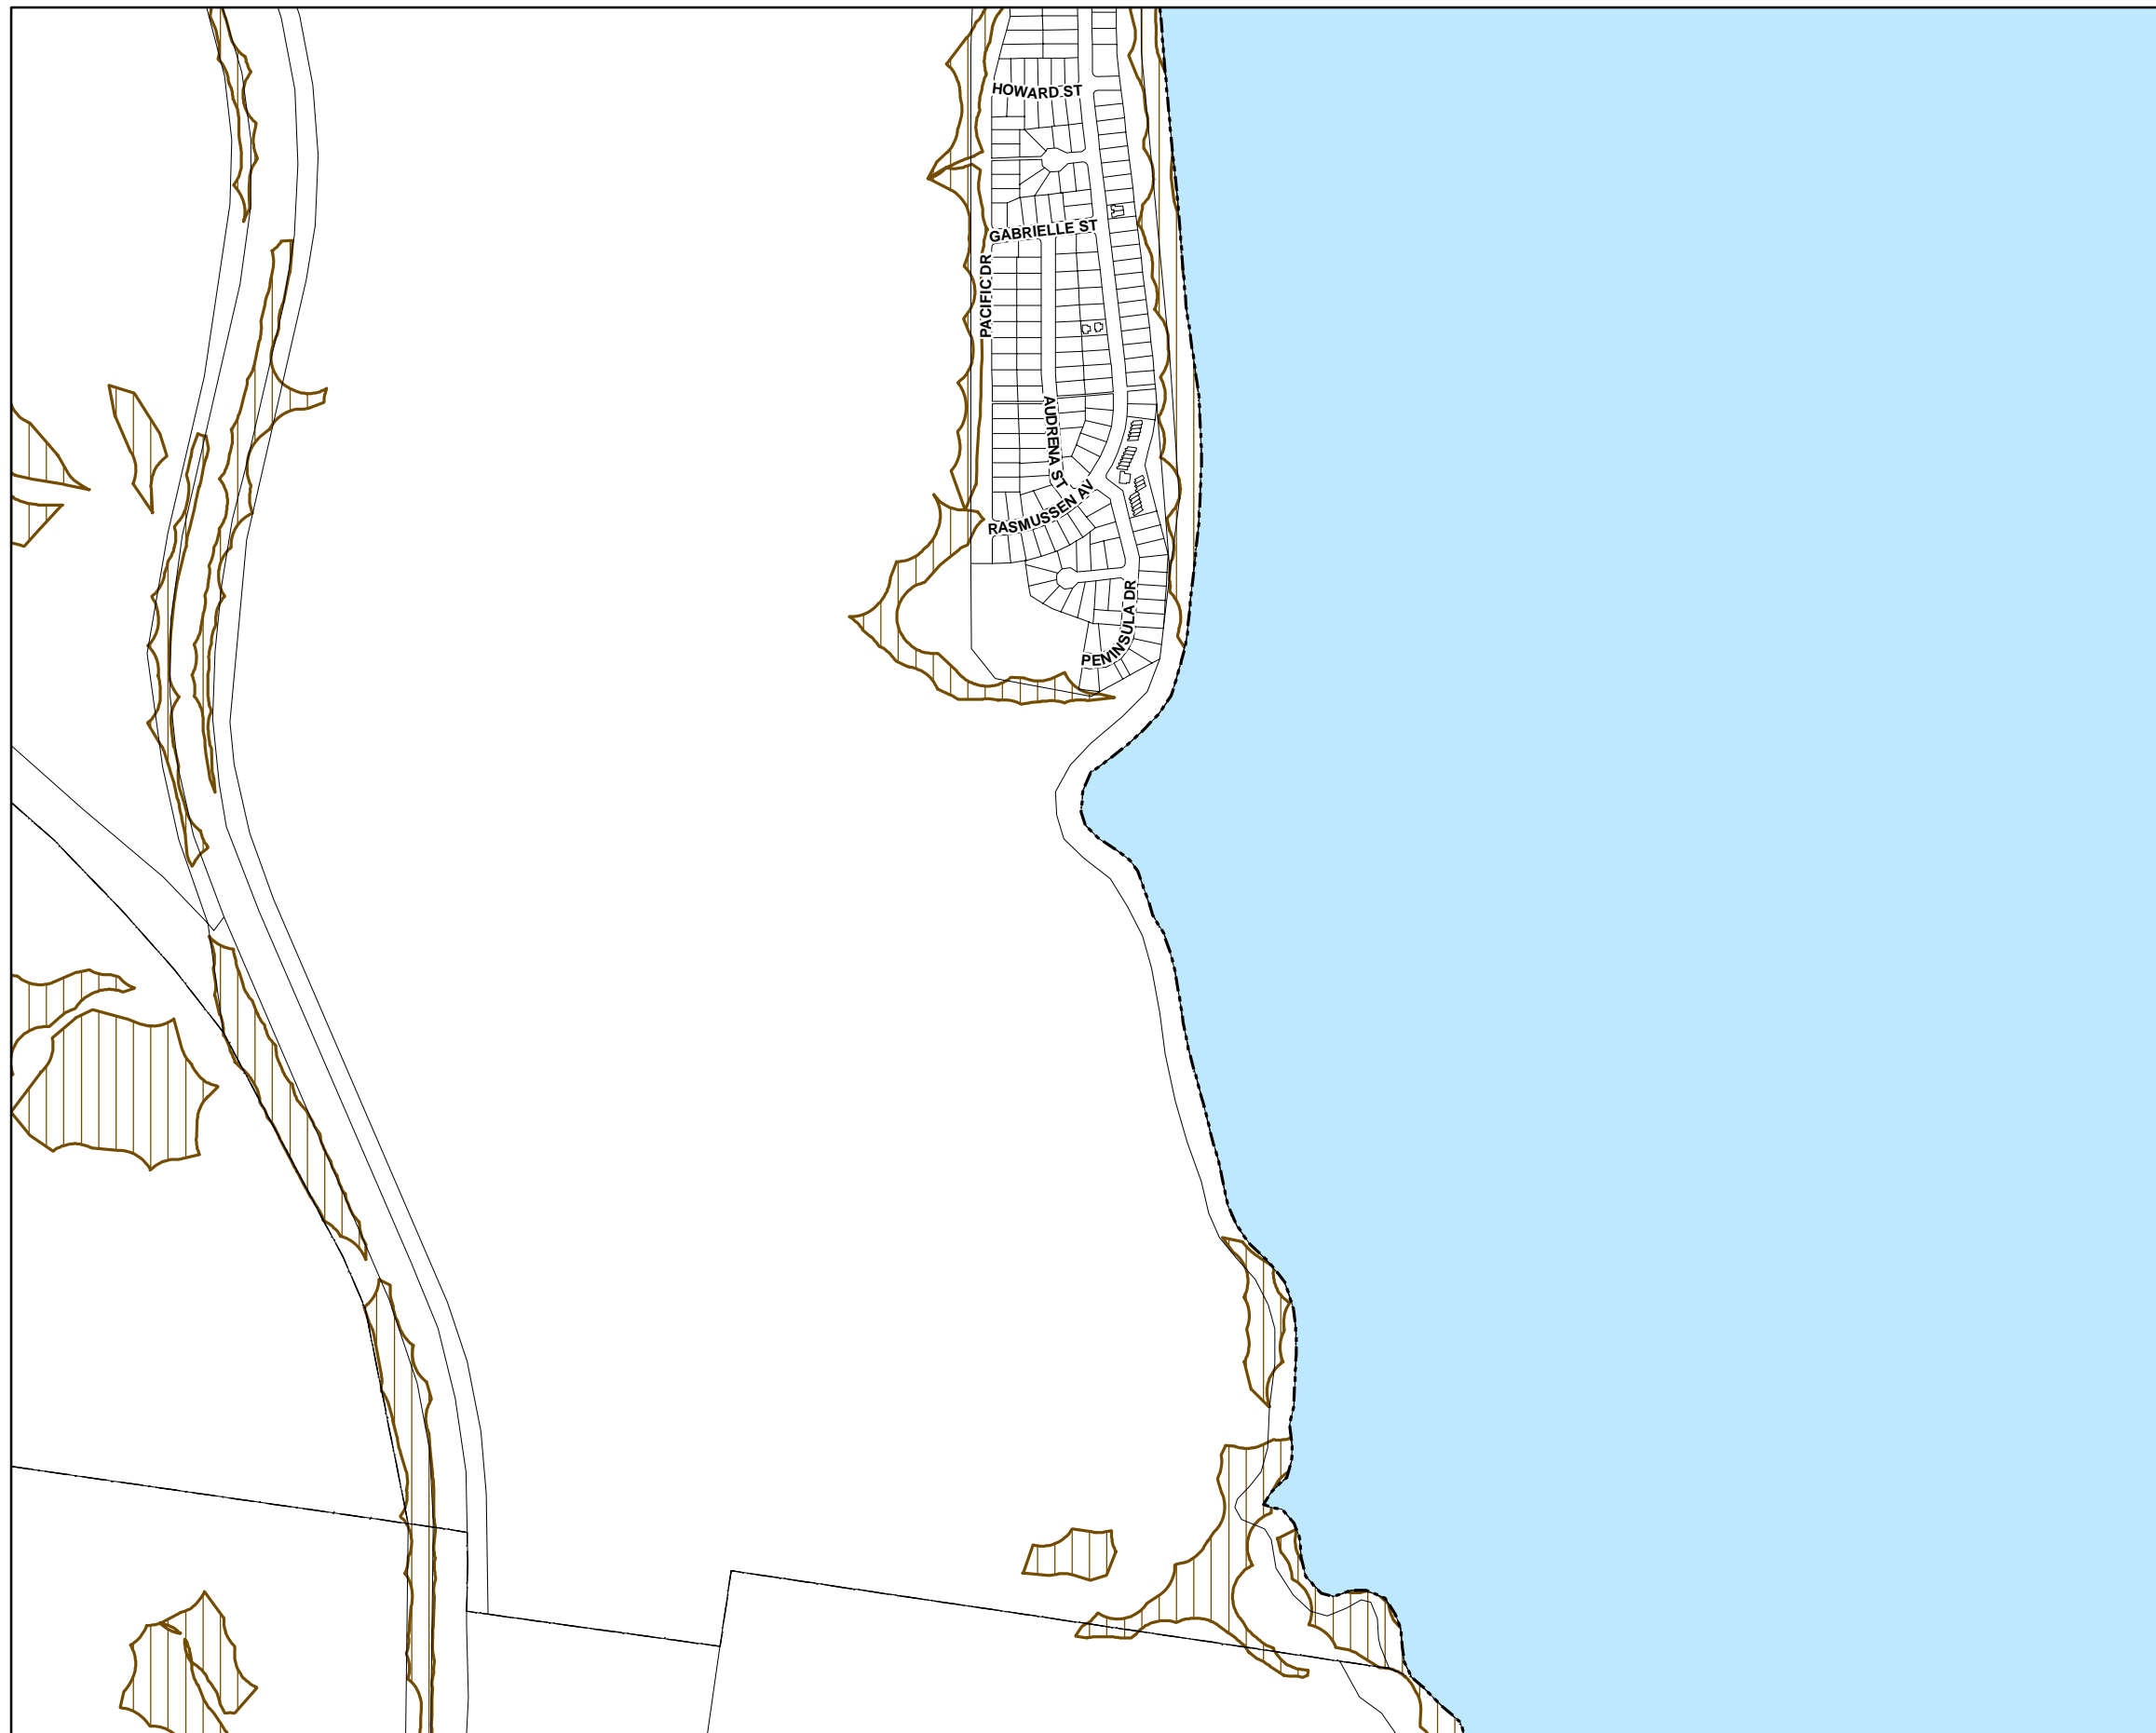 HOWARD ST
GABRIELLE ST
PACIFIC DR
AUDRENA ST
RASMUSSEN AV
PENINSULA DR